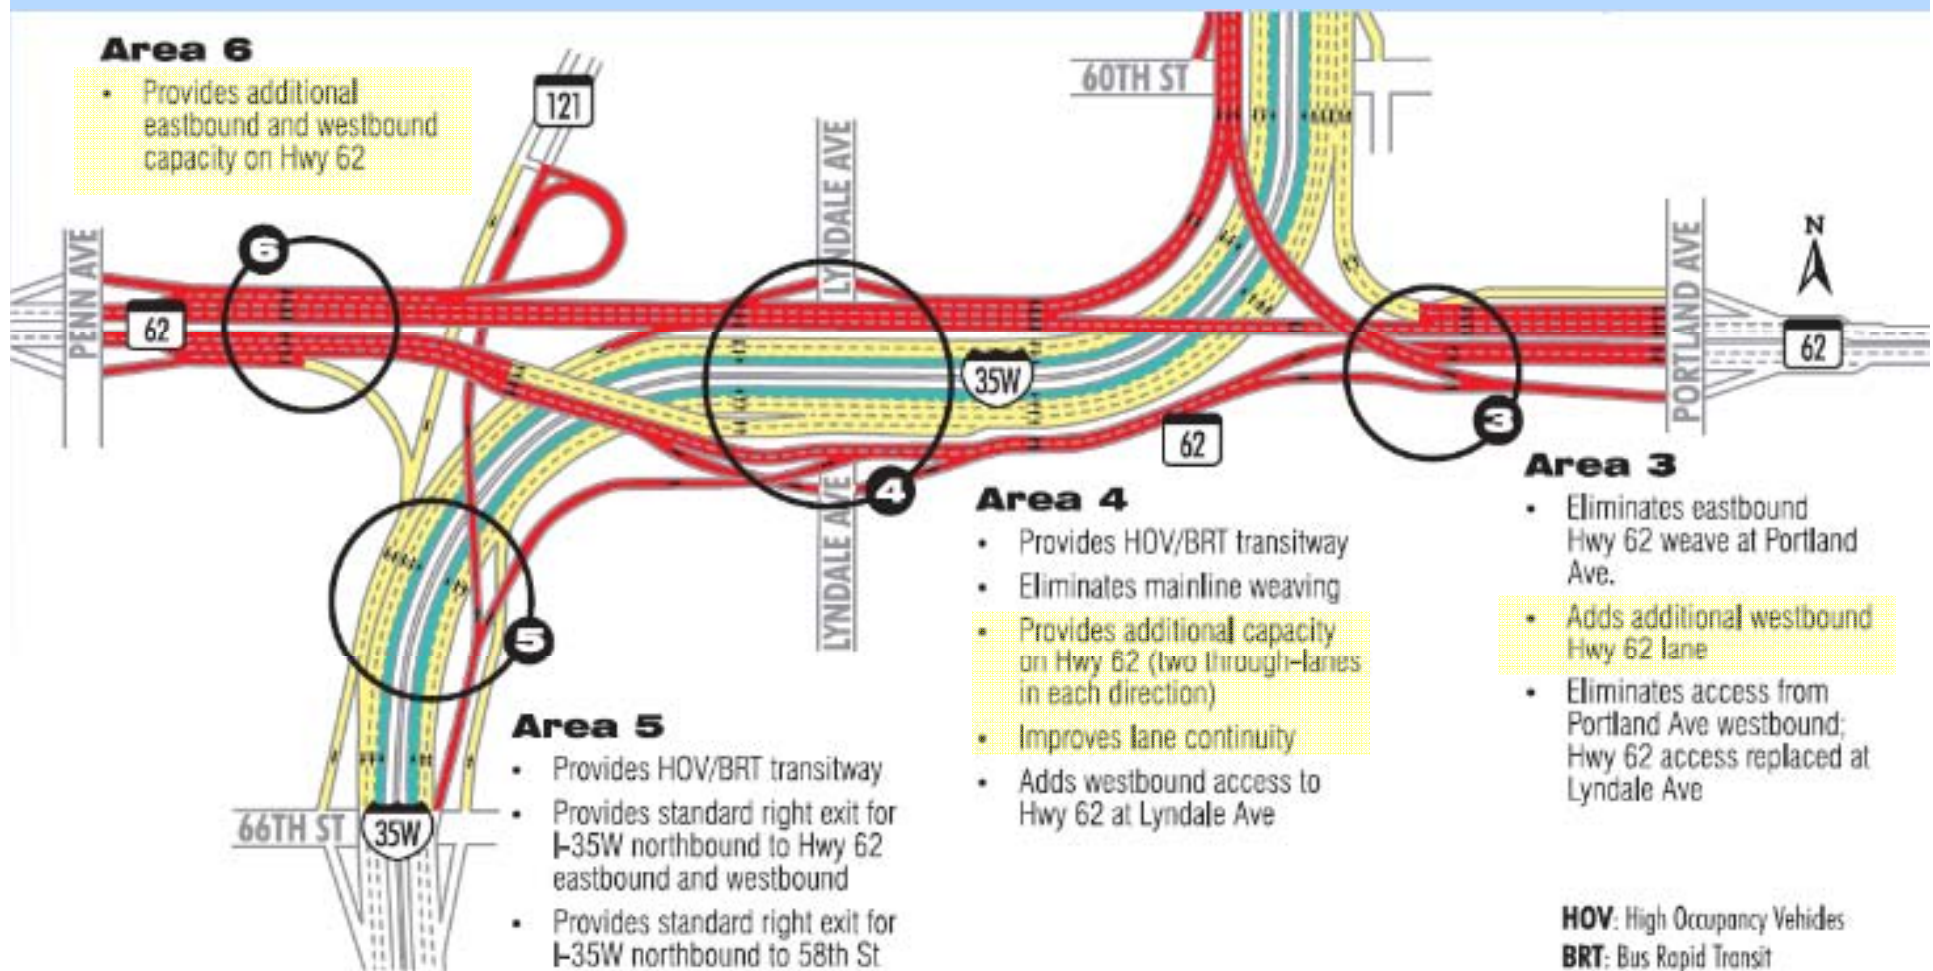 Area 6
• Provides additional
eastbound and westbound
capacity on Hwy 62
121
60TH ST
LYNDALE AVE
PENN AVE
6
62
PORTLAND AVE
N
62
35W
62
3
4
LYNDALE AVE
5
66TH ST
35W
Area 3
• Eliminates eastbound
Hwy 62 weave at Portland
Ave.
• Adds additional westbound
Hwy 62 lane
• Eliminates access from
Portland Ave westbound;
Hwy 62 access replaced at
Lyndale Ave
Area 4
• Provides HOV/BRT transitway
• Eliminates mainline weaving
• Provides additional capacity
on Hwy 62 (two through-lanes
in each direction)
• Improves lane continuity
• Adds westbound access to
Hwy 62 at Lyndale Ave
Area 5
• Provides HOV/BRT transitway
• Provides standard right exit for
I-35W northbound to Hwy 62
eastbound and westbound
• Provides standard right exit for
I-35W northbound to 58th St
HOV: High Occupancy Vehicles
BRT: Bus Rapid Transit